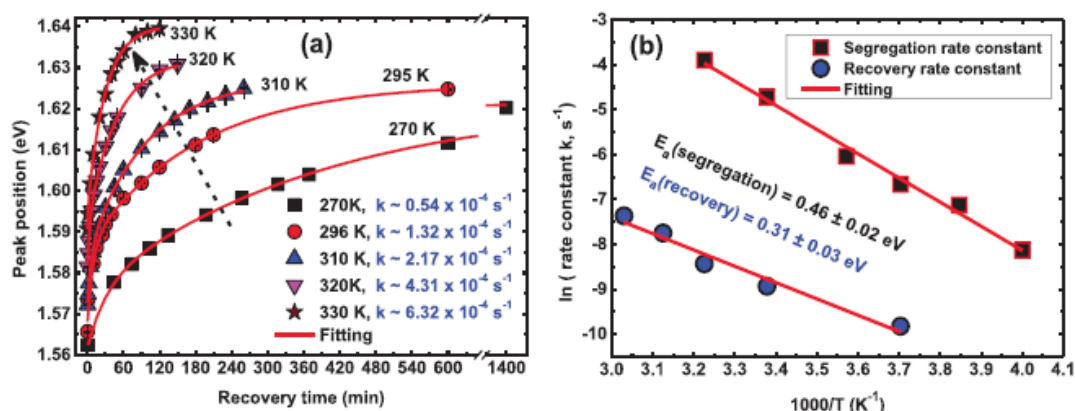 (a)
Peak position (eV)
1.64
1.63
1.62
1.61
1.60
1.59
1.58
1.57
1.56
330 K
320 K
310 K
295 K
270 K
270K, k ~ 0.54 x 10⁻⁴ s⁻¹
296 K, k ~ 1.32 x 10⁻⁴ s⁻¹
310 K, k ~ 2.17 x 10⁻⁴ s⁻¹
320K, k ~ 4.31 x 10⁻⁴ s⁻¹
330 K, k ~ 6.32 x 10⁻⁴ s⁻¹
Fitting
0 60 120 180 240 300 360 420 480 540 600 1400
Recovery time (min)
(b)
ln ( rate constant k, s⁻¹)
-3
-4
-5
-6
-7
-8
-9
-10
-11
Segregation rate constant
Recovery rate constant
Fitting
Eₐ(segregation) = 0.46 ± 0.02 eV
Eₐ(recovery) = 0.31 ± 0.03 eV
3.0 3.1 3.2 3.3 3.4 3.5 3.6 3.7 3.8 3.9 4.0 4.1
1000/T (K⁻¹)